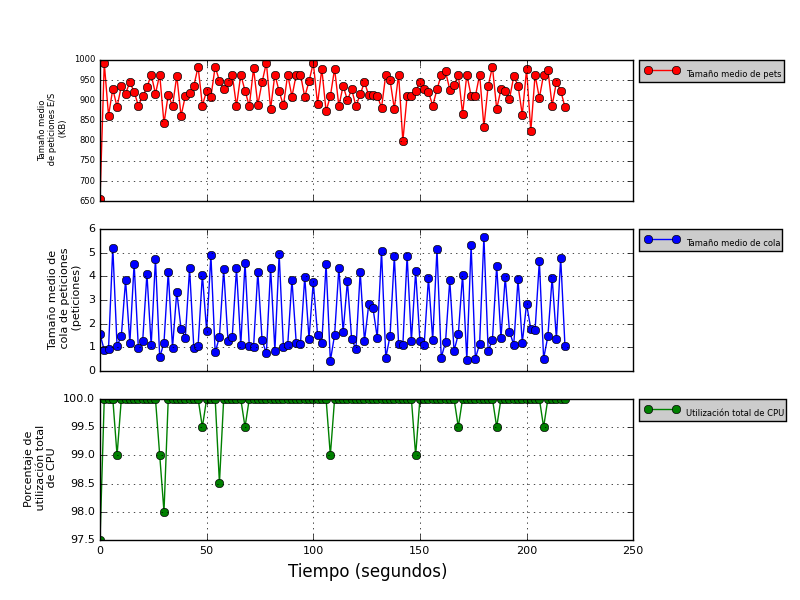 Tamaño medio
de peticiones E/S
(KB)
1000
950
900
850
800
750
700
650
Tamaño medio de pets
Tamaño medio de
cola de peticiones
(peticiones)
6
5
4
3
2
1
0
Tamaño medio de cola
Porcentaje de
utilización total
de CPU
100.0
99.5
99.0
98.5
98.0
97.5
Utilización total de CPU
0 50 100 150 200 250
Tiempo (segundos)